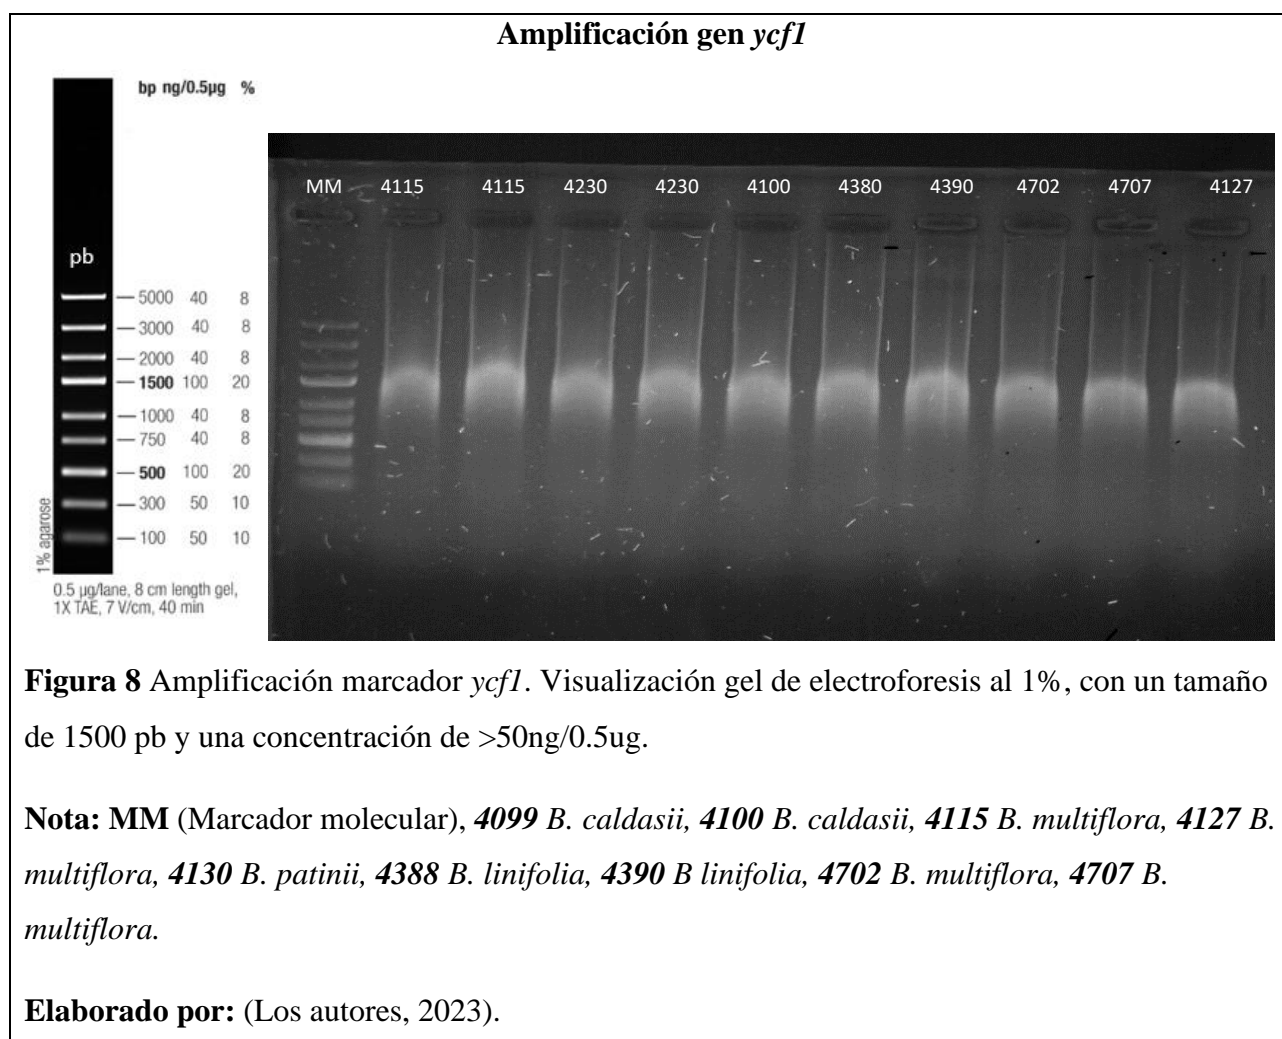 Amplificación gen ycf1
bp ng/0.5µg %
pb
5000 40 8
3000 40 8
2000 40 8
1500 100 20
1000 40 8
750 40 8
500 100 20
300 50 10
100 50 10
1% agarose
0.5 µg/lane, 8 cm length gel,
1X TAE, 7 V/cm, 40 min
MM 4115 4115 4230 4230 4100 4380 4390 4702 4707 4127
Figura 8 Amplificación marcador ycf1. Visualización gel de electroforesis al 1%, con un tamaño
de 1500 pb y una concentración de >50ng/0.5ug.
Nota: MM (Marcador molecular), 4099 B. caldasii, 4100 B. caldasii, 4115 B. multiflora, 4127 B.
multiflora, 4130 B. patinii, 4388 B. linifolia, 4390 B linifolia, 4702 B. multiflora, 4707 B.
multiflora.
Elaborado por: (Los autores, 2023).